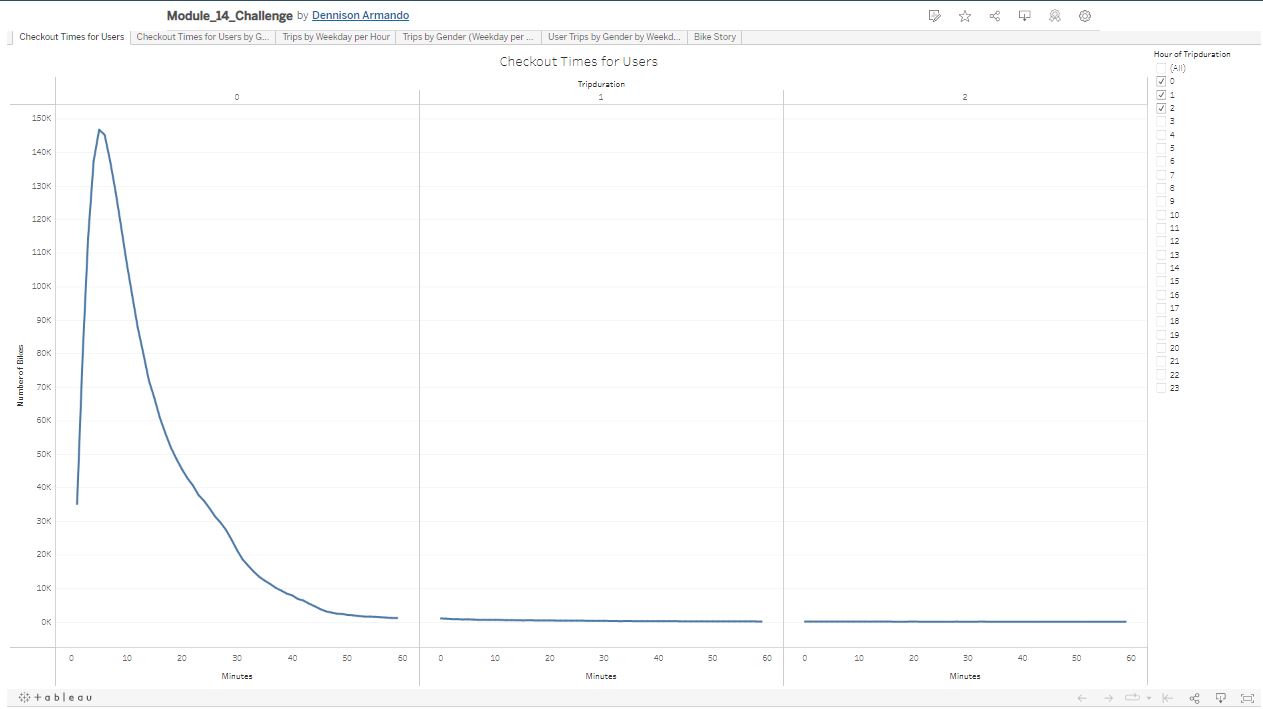 Module_14_Challenge by Dennison Armando
Checkout Times for Users Checkout Times for Users by G... Trips by Weekday per Hour Trips by Gender (Weekday per ... User Trips by Gender by Weekd... Bike Story
Checkout Times for Users
Tripduration
0 1 2
150K
140K
130K
120K
110K
100K
90K
80K
70K
60K
50K
40K
30K
20K
10K
0K
Number of Bikes
0 10 20 30 40 50 60
0 10 20 30 40 50 60
0 10 20 30 40 50 60
Minutes Minutes Minutes
Hour of Tripduration
(All)
0
1
2
3
4
5
6
7
8
9
10
11
12
13
14
15
16
17
18
19
20
21
22
23
+ a b l e a u